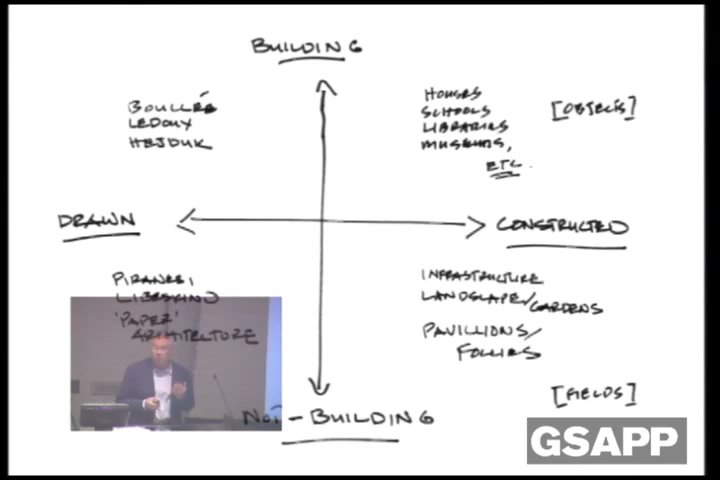 BUILDING
BOULLÉE
LEDOUX
HEJDUK
HOUSES
SCHOOLS
LIBRARIES
MUSEUMS,
ETC.
[OBJECTS]
DRAWN
CONSTRUCTED
PIRANESI
LIBESKIND
'PAPER'
ARCHITECTURE
INFRASTRUCTURE
LANDSCAPE/GARDENS
PAVILLIONS/
FOLLIES
[FIELDS]
NOT-BUILDING
GSAPP